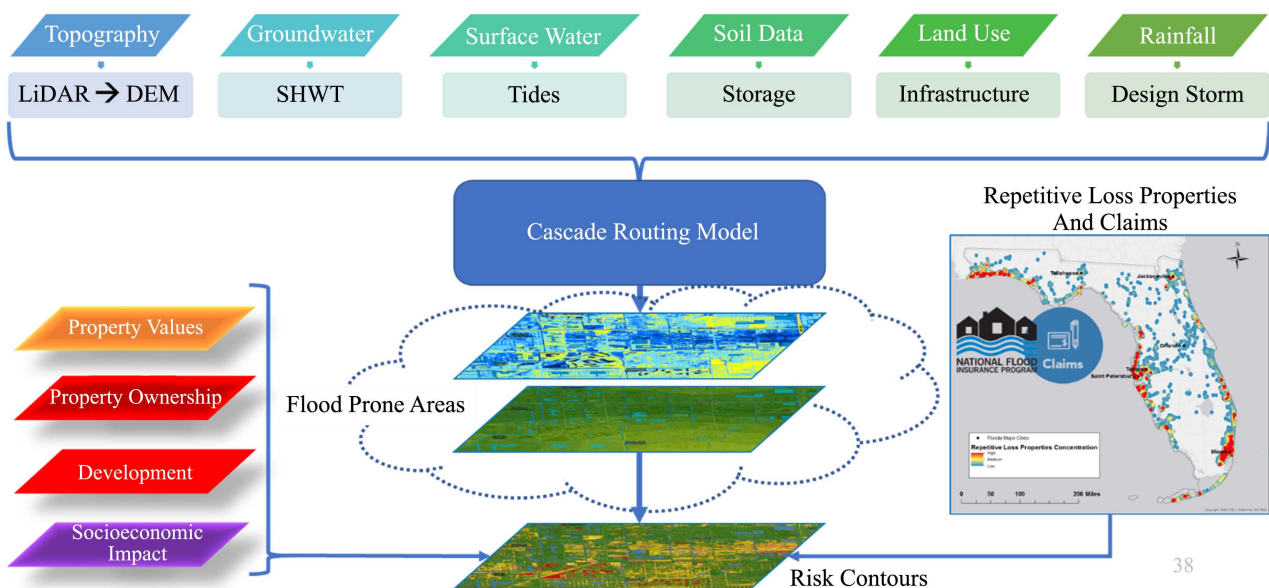 Topography
Groundwater
Surface Water
Soil Data
Land Use
Rainfall
LiDAR → DEM
SHWT
Tides
Storage
Infrastructure
Design Storm
Cascade Routing Model
Repetitive Loss Properties
And Claims
N
Tallahassee
Jacksonville
Orlando
NATIONAL FLOOD
INSURANCE PROGRAM
Claims
Saint Petersburg
Florida Major Cities
Repetitive Loss Properties Concentration
High
Medium
Low
0 50 100 200 Miles
Property Values
Property Ownership
Development
Socioeconomic
Impact
Flood Prone Areas
Risk Contours
38